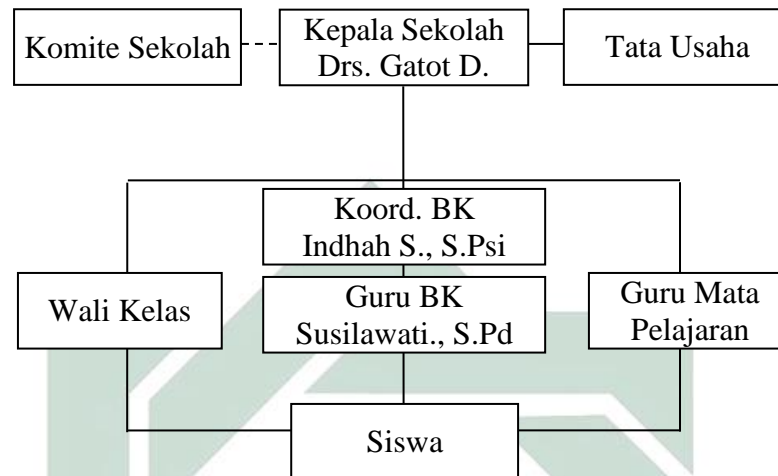 Komite Sekolah
Kepala Sekolah
Drs. Gatot D.
Tata Usaha
Koord. BK
Indhah S., S.Psi
Wali Kelas
Guru BK
Susilawati., S.Pd
Guru Mata
Pelajaran
Siswa